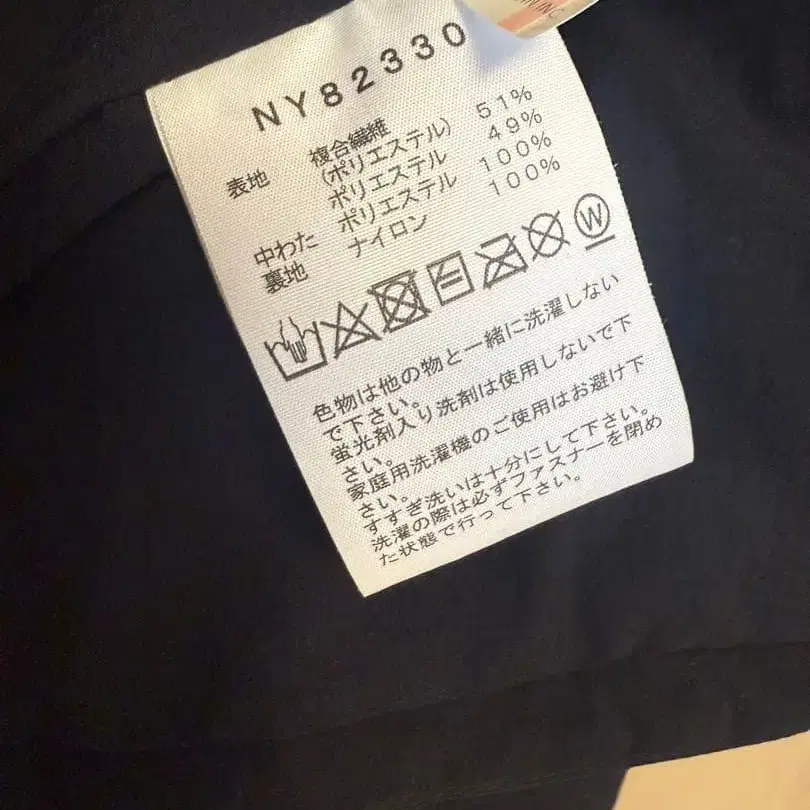 NY82330
表地 複合繊維
(ポリエステル) 51%
ポリエステル 49%
中わた ポリエステル 100%
裏地 ナイロン 100%
W
色物は他の物と一緒に洗濯しない
で下さい。
蛍光剤入り洗剤は使用しないで下
さい。
家庭用洗濯機のご使用はお避け下
さい。
すすぎ洗いは十分にして下さい。
洗濯の際は必ずファスナーを閉め
た状態で行って下さい。